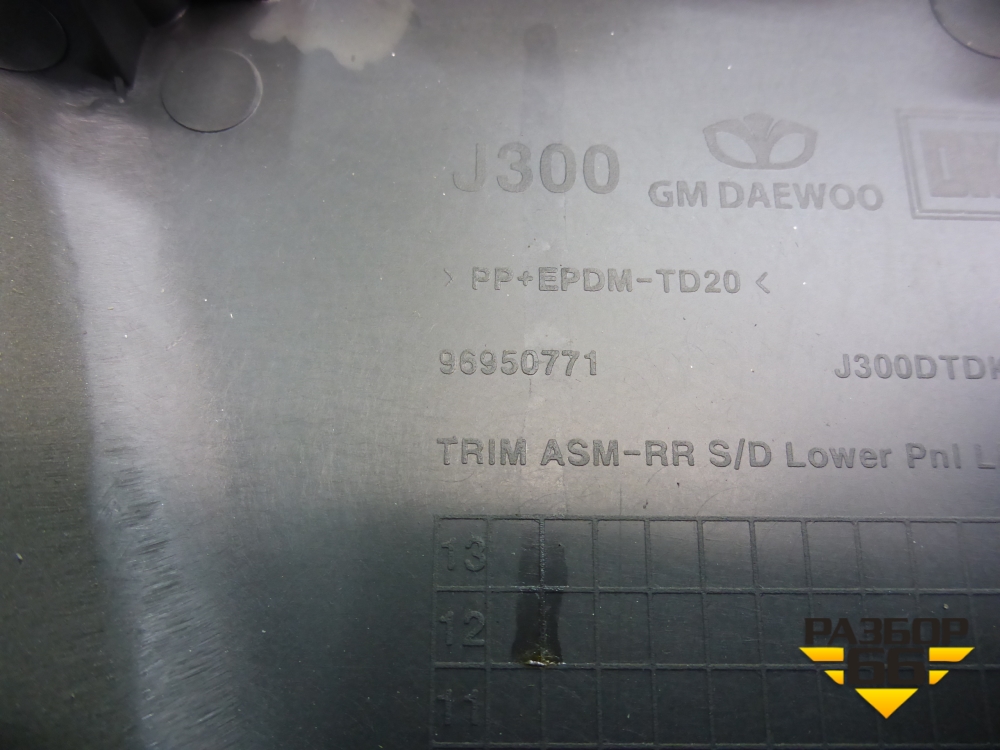 J300
GM DAEWOO
> PP+EPDM-TD20 <
96950771
J300DTDK
TRIM ASM-RR S/D Lower Pnl L
13
12
11
РАЗБОР
66